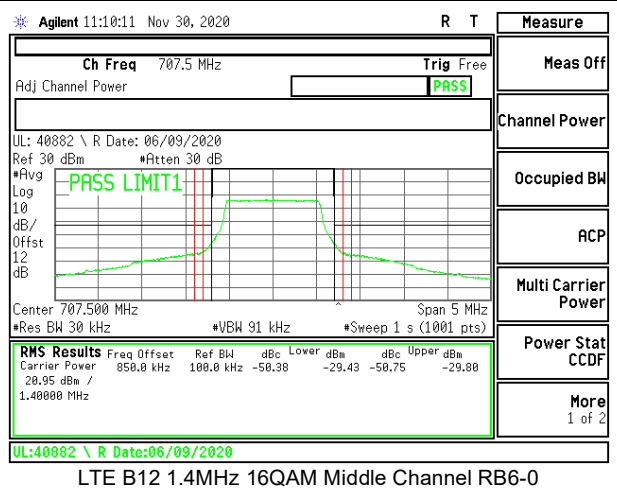 Agilent 11:10:11 Nov 30, 2020 R T
Measure
Ch Freq 707.5 MHz Trig Free
Meas Off
Adj Channel Power PASS
Channel Power
UL: 40882 \ R Date: 06/09/2020
Ref 30 dBm #Atten 30 dB
#Avg
Log
10
dB/
Offst
12
dB
PASS LIMIT1
Occupied BW
ACP
Multi Carrier
Power
Center 707.500 MHz Span 5 MHz
#Res BW 30 kHz #VBW 91 kHz #Sweep 1 s (1001 pts)
Power Stat
CCDF
RMS Results Freq Offset Ref BW dBc Lower dBm dBc Upper dBm
Carrier Power 850.0 kHz 100.0 kHz -50.38 -29.43 -50.75 -29.80
20.95 dBm /
1.40000 MHz
More
1 of 2
UL:40882 \ R Date:06/09/2020
LTE B12 1.4MHz 16QAM Middle Channel RB6-0